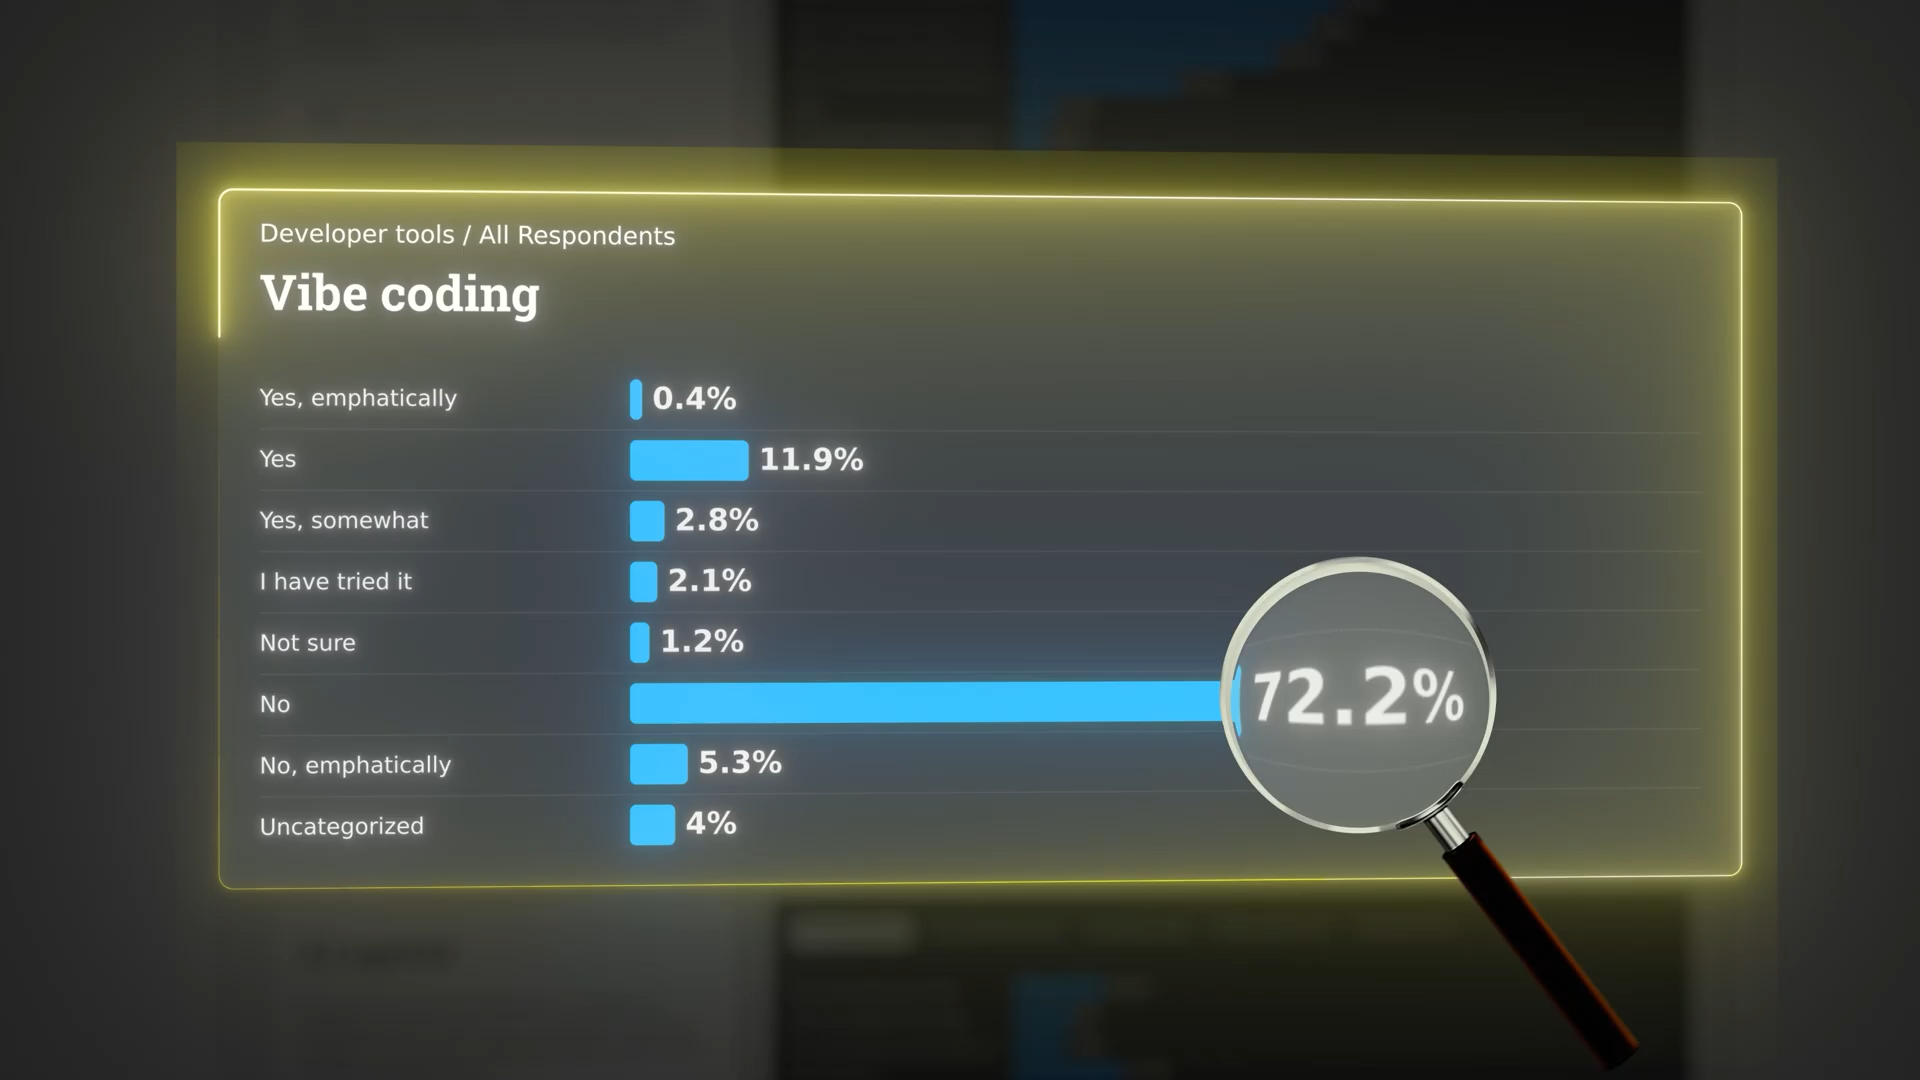 Developer tools / All Respondents
Vibe coding
Yes, emphatically 0.4%
Yes 11.9%
Yes, somewhat 2.8%
I have tried it 2.1%
Not sure 1.2%
No 72.2%
No, emphatically 5.3%
Uncategorized 4%